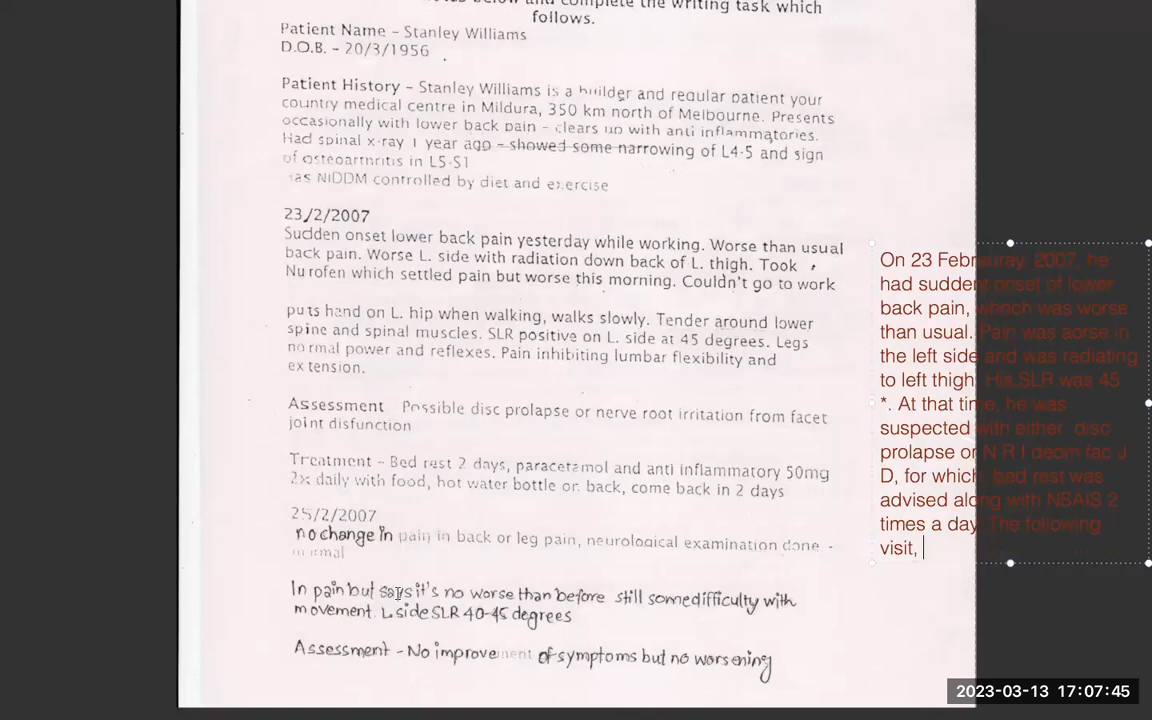 below and complete the writing task which
follows.
Patient Name - Stanley Williams
D.O.B. - 20/3/1956
Patient History - Stanley Williams is a builder and regular patient your
country medical centre in Mildura, 350 km north of Melbourne. Presents
occasionally with lower back pain - clears up with anti inflammatories.
Had spinal x-ray 1 year ago - showed some narrowing of L4-5 and sign
of osteoarthritis in L5-S1
has NIDDM controlled by diet and exercise
23/2/2007
Sudden onset lower back pain yesterday while working. Worse than usual
back pain. Worse L. side with radiation down back of L. thigh. Took
Nurofen which settled pain but worse this morning. Couldn't go to work
puts hand on L. hip when walking, walks slowly. Tender around lower
spine and spinal muscles. SLR positive on L. side at 45 degrees. Legs
normal power and reflexes. Pain inhibiting lumbar flexibility and
extension.
Assessment Possible disc prolapse or nerve root irritation from facet
joint disfunction
Treatment - Bed rest 2 days, paracetamol and anti inflammatory 50mg
2x daily with food, hot water bottle on back, come back in 2 days
25/2/2007
no change in pain in back or leg pain, neurological examination done -
normal
In pain but says it's no worse than before still some difficulty with
movement. L side SLR 40-45 degrees
Assessment - No improvement of symptoms but no worsening
On 23 Februray, 2007, he
had sudden onset of lower
back pain, which was worse
than usual. Pain was aorse in
the left side and was radiating
to left thigh. His SLR was 45
*. At that time, he was
suspected with either disc
prolapse or N R I deom fac J
D, for which, bed rest was
advised along with NSAIS 2
times a day. The following
visit,
2023-03-13 17:07:45